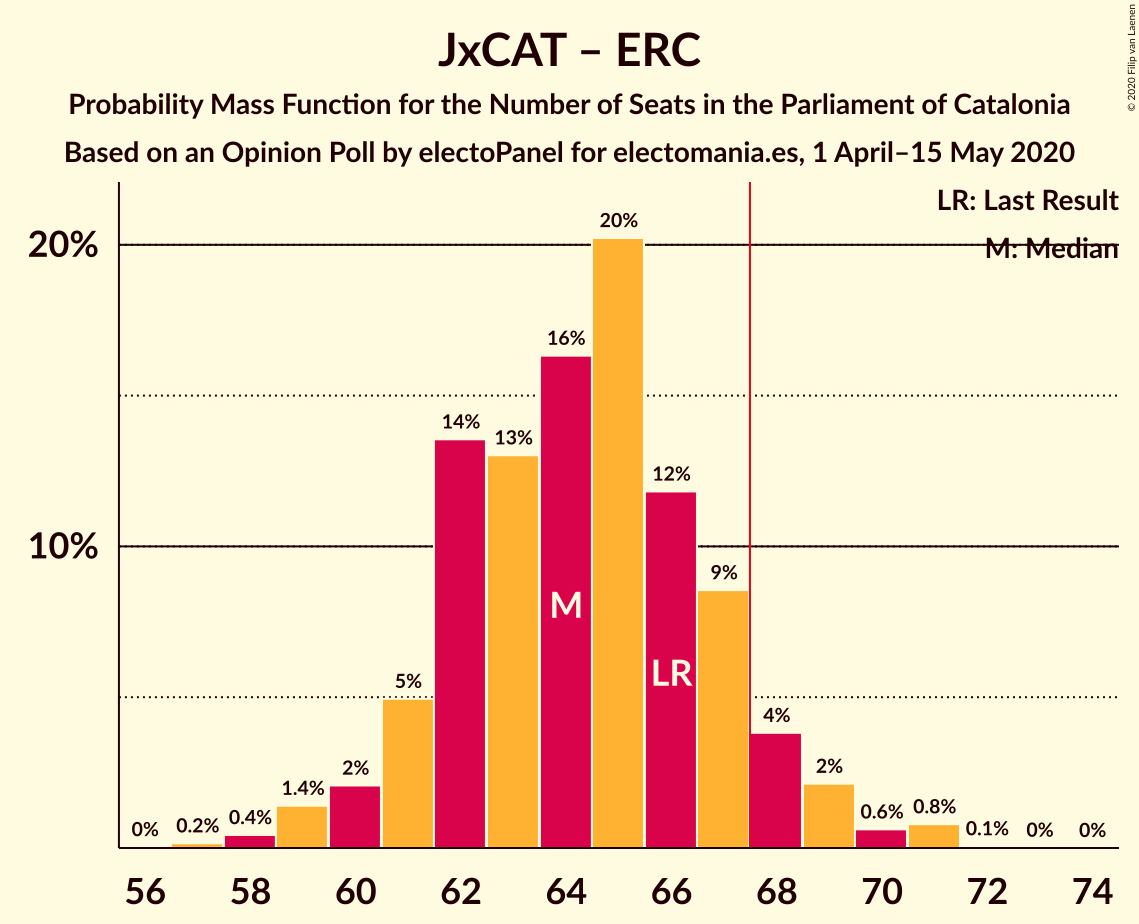 JxCAT – ERC
Probability Mass Function for the Number of Seats in the Parliament of Catalonia
Based on an Opinion Poll by electoPanel for electomania.es, 1 April–15 May 2020
© 2020 Filip van Laenen
LR: Last Result
M: Median
20%
10%
0%
0.2%
0.4%
1.4%
2%
5%
14%
13%
16%
20%
12%
9%
4%
2%
0.6%
0.8%
0.1%
0%
0%
M
LR
56 58 60 62 64 66 68 70 72 74